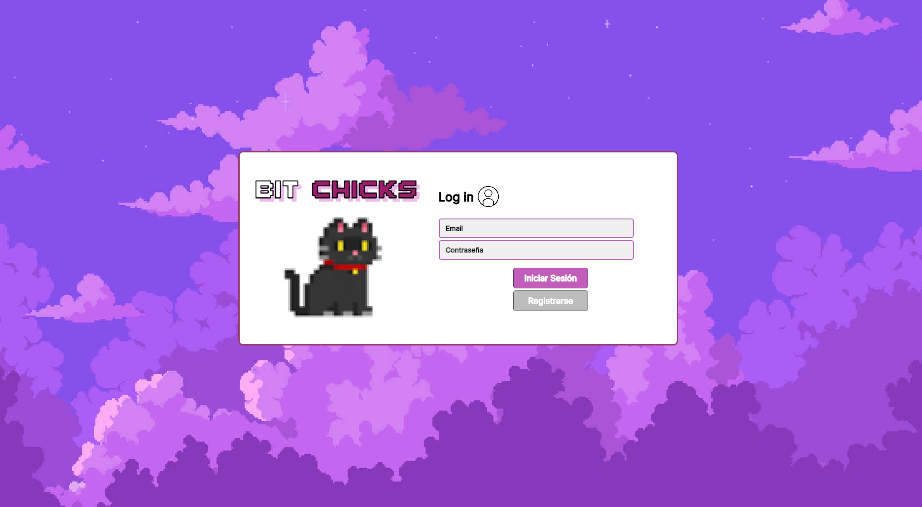 BIT CHICKS
Log in
Email
Contraseña
Iniciar Sesión
Registrarse